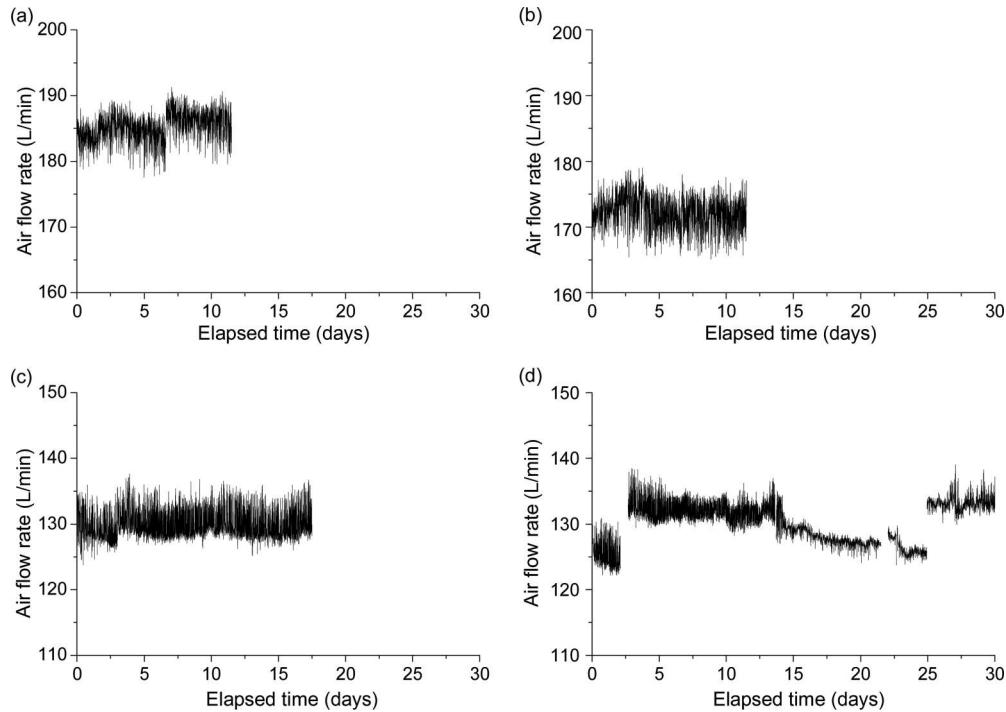 (a)
200
190
180
170
160
Air flow rate (L/min)
0 5 10 15 20 25 30
Elapsed time (days)
(b)
200
190
180
170
160
Air flow rate (L/min)
0 5 10 15 20 25 30
Elapsed time (days)
(c)
150
140
130
120
110
Air flow rate (L/min)
0 5 10 15 20 25 30
Elapsed time (days)
(d)
150
140
130
120
110
Air flow rate (L/min)
0 5 10 15 20 25 30
Elapsed time (days)